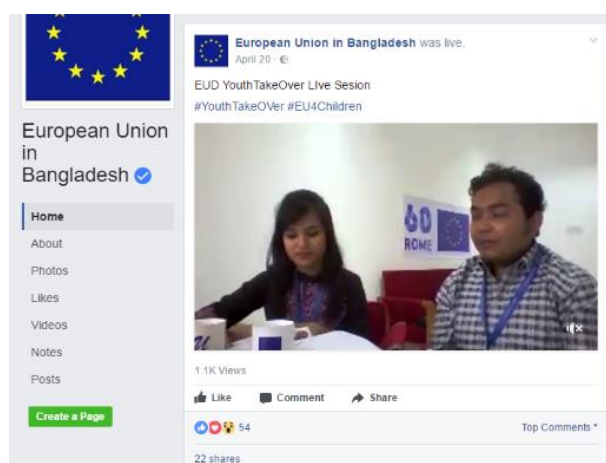 European Union
in
Bangladesh
Home
About
Photos
Likes
Videos
Notes
Posts
Create a Page
European Union in Bangladesh was live.
April 20 ·
EUD YouthTakeOver Live Sesion
#YouthTakeOVer #EU4Children
60
ROME
1.1K Views
Like Comment Share
54 Top Comments
22 shares